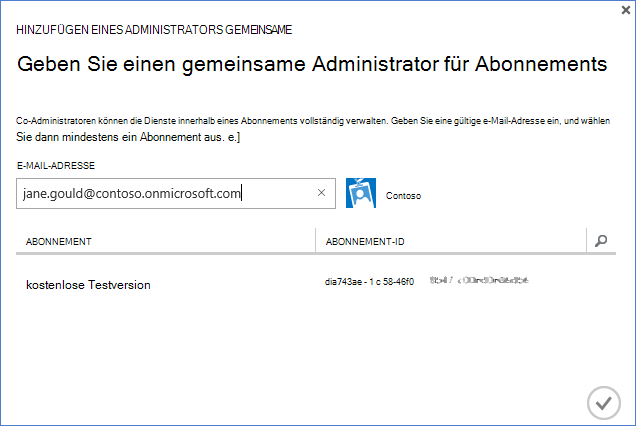 HINZUFÜGEN EINES ADMINISTRATORS GEMEINSAME
Geben Sie einen gemeinsame Administrator für Abonnements
Co-Administratoren können die Dienste innerhalb eines Abonnements vollständig verwalten. Geben Sie eine gültige e-Mail-Adresse ein, und wählen
Sie dann mindestens ein Abonnement aus. e.]
E-MAIL-ADRESSE
jane.gould@contoso.onmicrosoft.com
Contoso
ABONNEMENT ABONNEMENT-ID
kostenlose Testversion dia743ae - 1 c 58-46f0